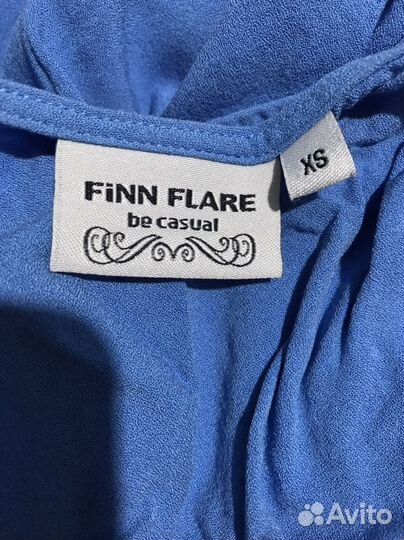 FiNN FLARE
be casual
XS
Avito